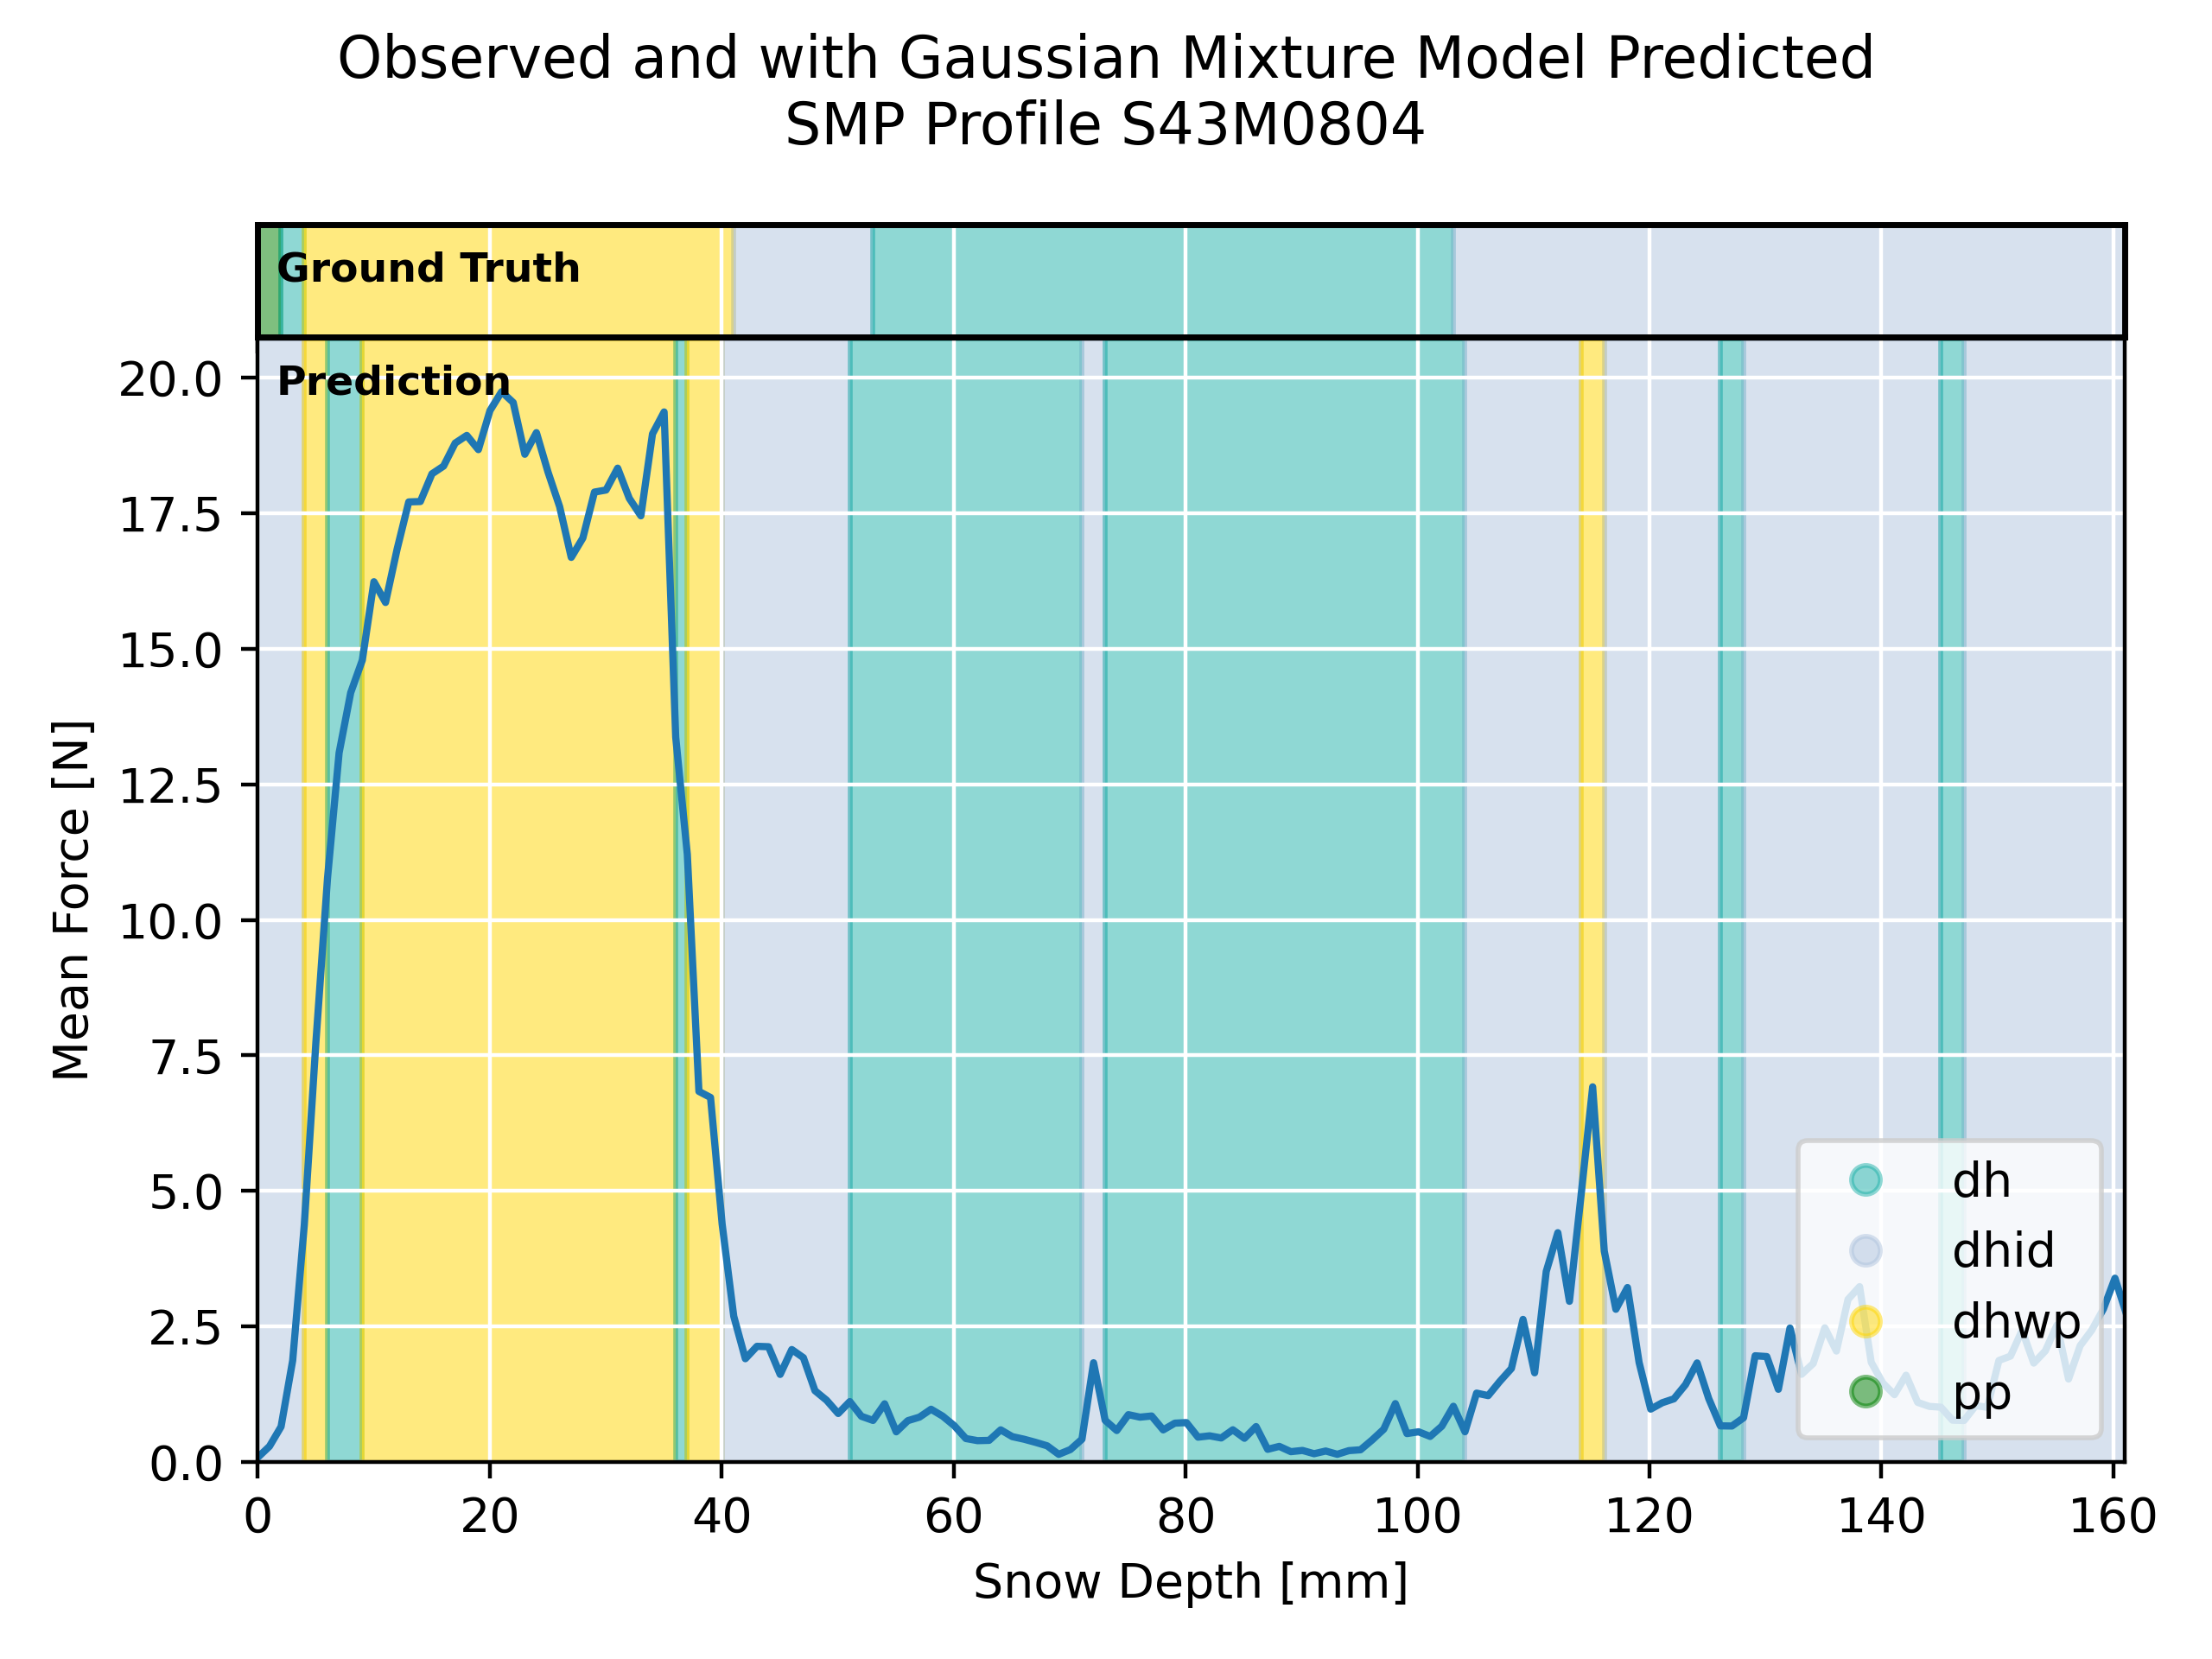 Observed and with Gaussian Mixture Model Predicted
SMP Profile S43M0804
Ground Truth
Prediction
20.0
17.5
15.0
12.5
10.0
7.5
5.0
2.5
0.0
Mean Force [N]
dh
dhid
dhwp
pp
0 20 40 60 80 100 120 140 160
Snow Depth [mm]